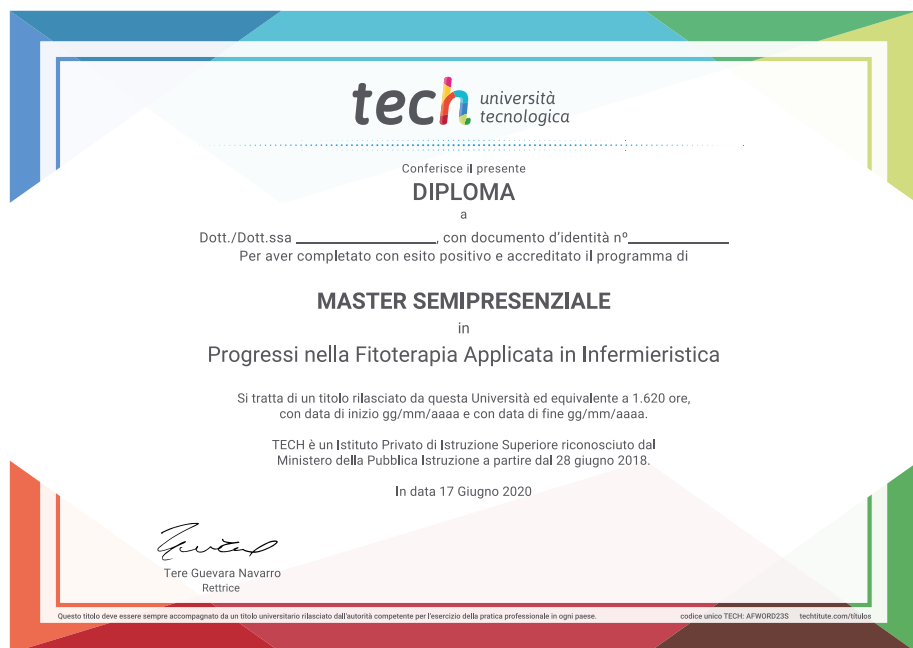 tech università
tecnologica
Conferisce il presente
DIPLOMA
a
Dott./Dott.ssa ________________, con documento d'identità nº____________
Per aver completato con esito positivo e accreditato il programma di
MASTER SEMIPRESENZIALE
in
Progressi nella Fitoterapia Applicata in Infermieristica
Si tratta di un titolo rilasciato da questa Università ed equivalente a 1.620 ore,
con data di inizio gg/mm/aaaa e con data di fine gg/mm/aaaa.
TECH è un Istituto Privato di Istruzione Superiore riconosciuto dal
Ministero della Pubblica Istruzione a partire dal 28 giugno 2018.
In data 17 Giugno 2020
Tere Guevara Navarro
Rettrice
Questo titolo deve essere sempre accompagnato da un titolo universitario rilasciato dall'autorità competente per l'esercizio della pratica professionale in ogni paese. codice unico TECH: AFWORD23S techtitute.com/titulos